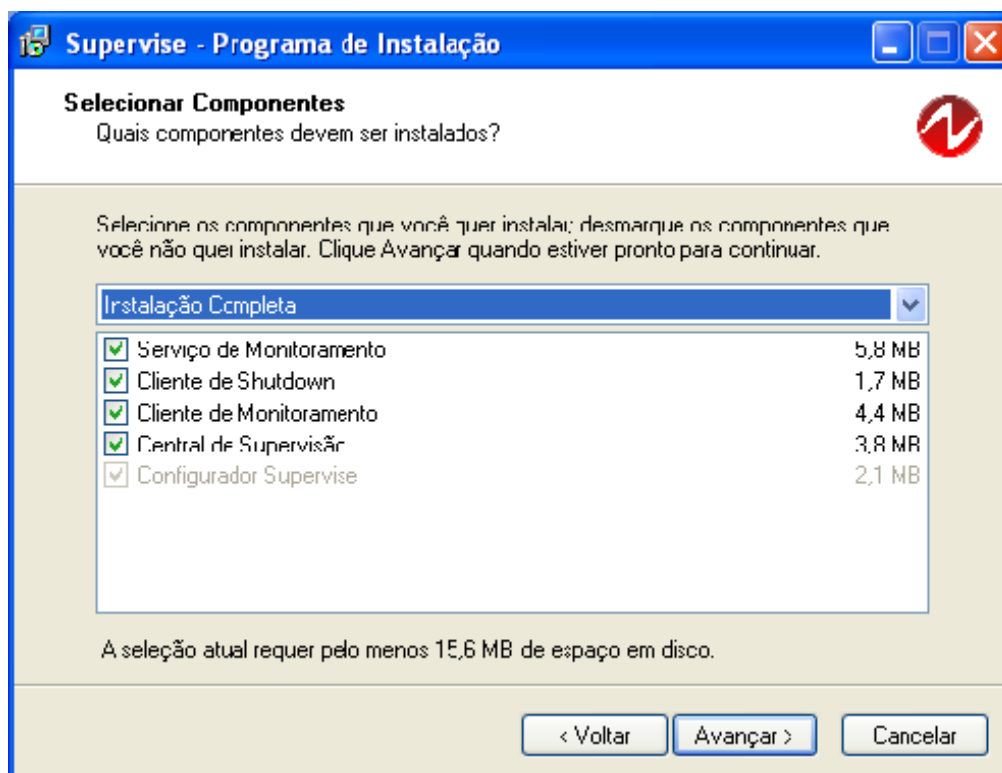 Supervise - Programa de Instalação
Selecionar Componentes
Quais componentes devem ser instalados?
Selecione os componentes que você quer instalar; desmarque os componentes que
você não quer instalar. Clique Avançar quando estiver pronto para continuar.
Instalação Completa
Serviço de Monitoramento 5,8 MB
Cliente de Shutdown 1,7 MB
Cliente de Monitoramento 4,4 MB
Central de Supervisão 3,8 MB
Configurador Supervise 2,1 MB
A seleção atual requer pelo menos 15,6 MB de espaço em disco.
< Voltar Avançar > Cancelar